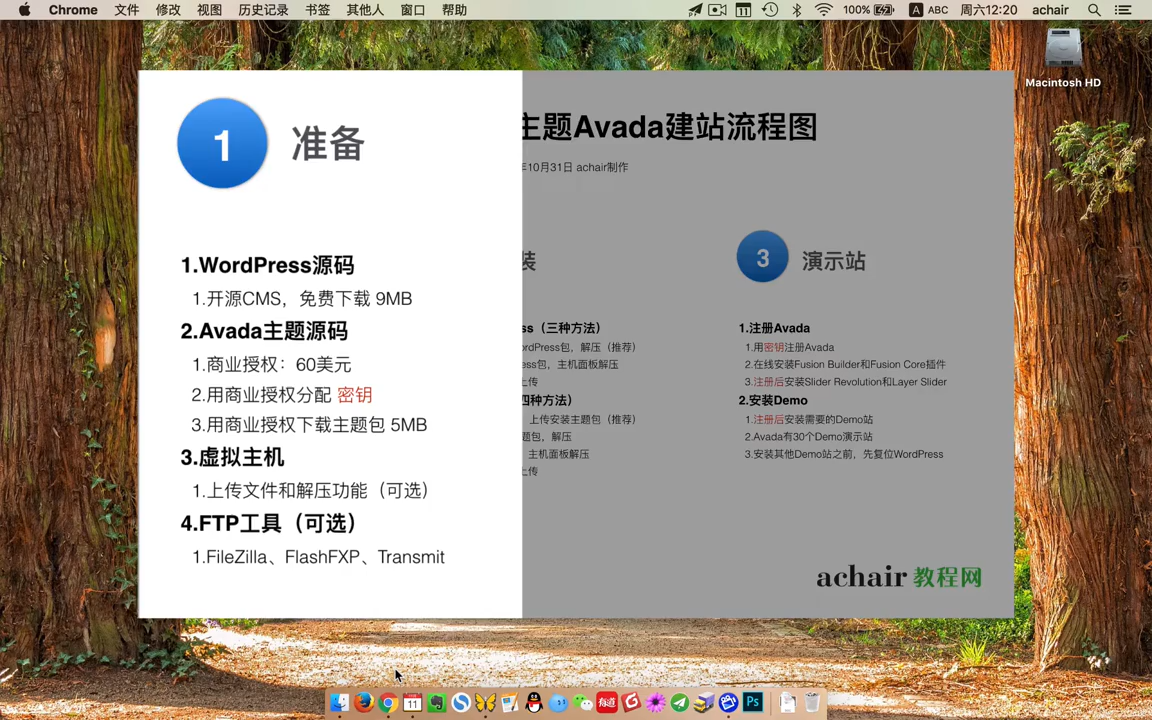 Chrome 文件 修改 视图 历史记录 书签 其他人 窗口 帮助
11
100%
A ABC 周六12:20 achair
Macintosh HD
1 准备
1.WordPress源码
1.开源CMS，免费下载 9MB
2.Avada主题源码
1.商业授权：60美元
2.用商业授权分配 密钥
3.用商业授权下载主题包 5MB
3.虚拟主机
1.上传文件和解压功能（可选）
4.FTP工具（可选）
1.FileZilla、FlashFXP、Transmit
主题Avada建站流程图
年10月31日 achair制作
装
ss（三种方法）
ordPress包，解压（推荐）
ess包，主机面板解压
上传
四种方法）
上传安装主题包（推荐）
题包，解压
主机面板解压
上传
3 演示站
1.注册Avada
1.用密钥注册Avada
2.在线安装Fusion Builder和Fusion Core插件
3.注册后安装Slider Revolution和Layer Slider
2.安装Demo
1.注册后安装需要的Demo站
2.Avada有30个Demo演示站
3.安装其他Demo站之前，先复位WordPress
achair 教程网
11
有道
Ps